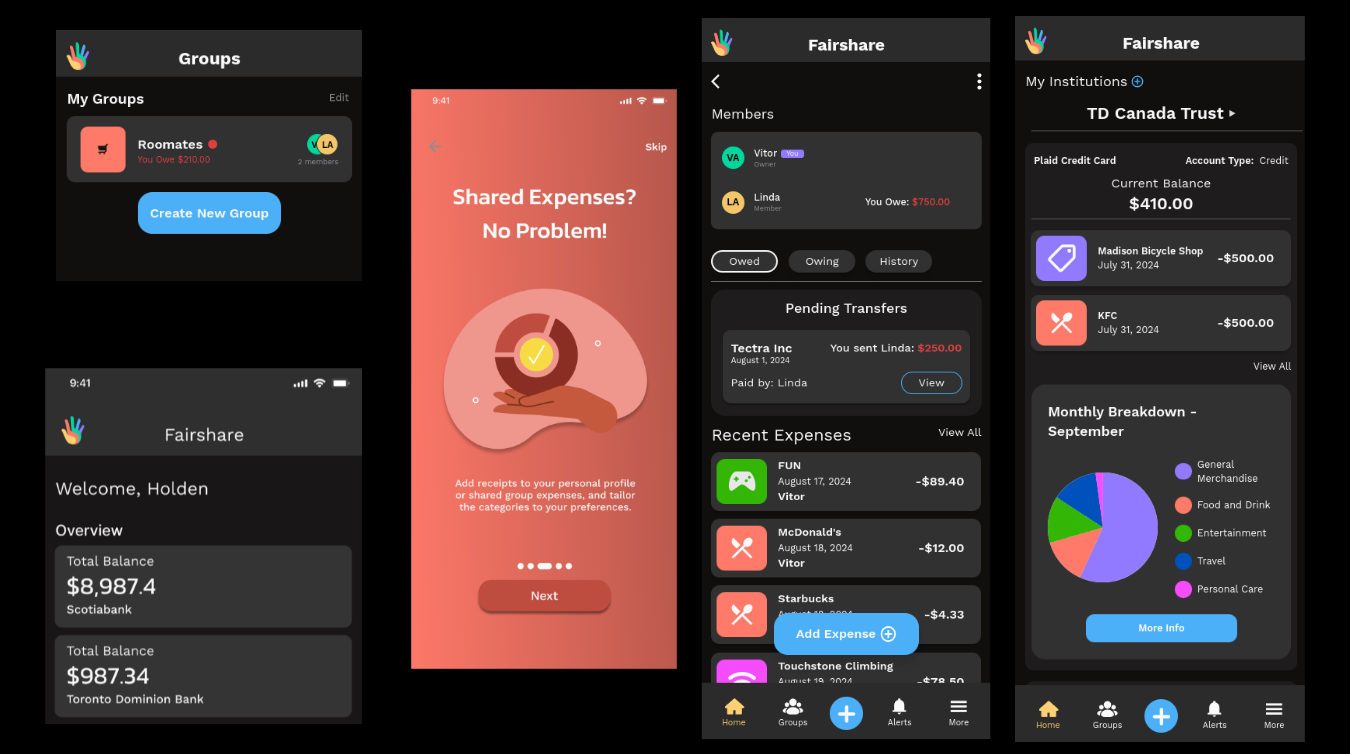 Groups
My Groups
Edit
Roomates
You Owe $210.00
LA
2 members
Create New Group
9:41
Fairshare
Welcome, Holden
Overview
Total Balance
$8,987.4
Scotiabank
Total Balance
$987.34
Toronto Dominion Bank
9:41
Skip
Shared Expenses?
No Problem!
Add receipts to your personal profile
or shared group expenses, and tailor
the categories to your preferences.
Next
Fairshare
Members
VA
Vitor You
Owner
LA
Linda
Member
You Owe: $750.00
Owed
Owing
History
Pending Transfers
Tectra Inc
August 1, 2024
You sent Linda: $250.00
Paid by: Linda
View
Recent Expenses
View All
FUN
August 17, 2024
Vitor
-$89.40
McDonald's
August 18, 2024
Vitor
-$12.00
Starbucks
-$4.33
Add Expense
Touchstone Climbing
August 19, 2024
-$78.50
Home
Groups
Alerts
More
Fairshare
My Institutions
TD Canada Trust
Plaid Credit Card
Account Type: Credit
Current Balance
$410.00
Madison Bicycle Shop
July 31, 2024
-$500.00
KFC
July 31, 2024
-$500.00
View All
Monthly Breakdown -
September
General
Merchandise
Food and Drink
Entertainment
Travel
Personal Care
More Info
Home
Groups
Alerts
More